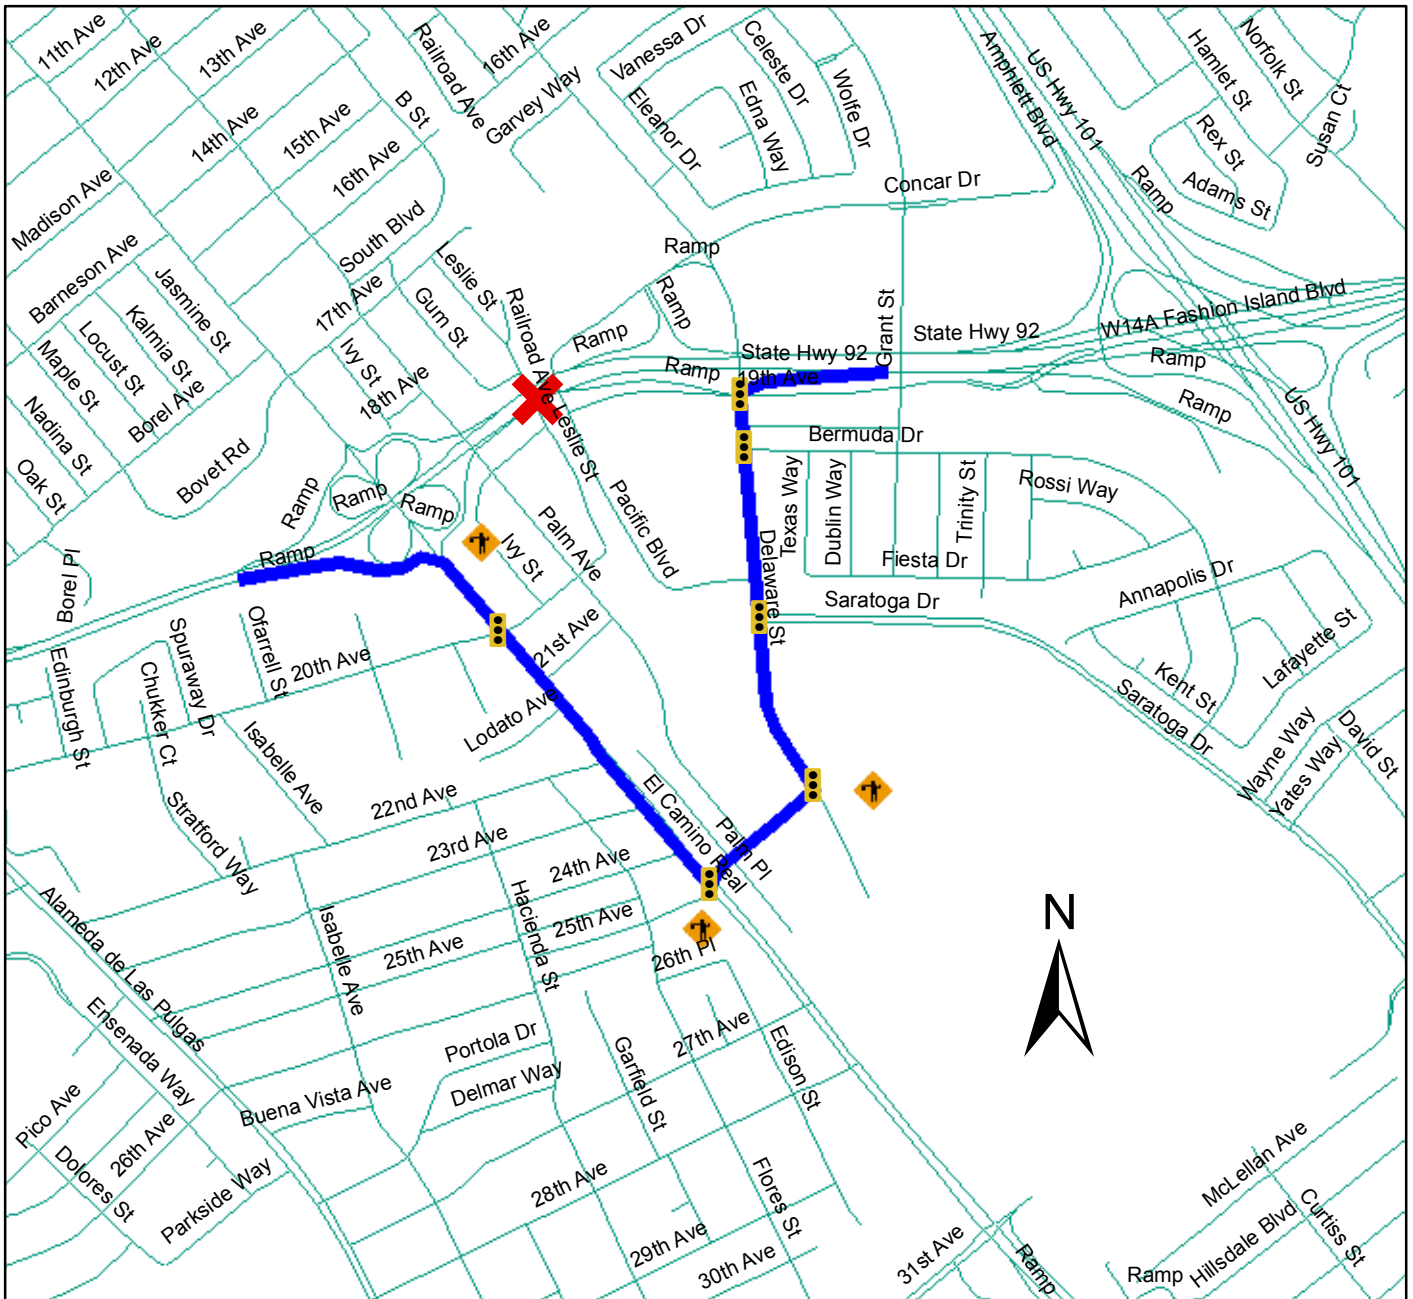 11th Ave
12th Ave
13th Ave
Railroad Ave
16th Ave
Vanessa Dr
Celeste Dr
Amphlett Blvd
US Hwy 101
Hamlet St
Norfolk St
Garvey Way
Eleanor Dr
Edna Way
Wolfe Dr
Susan Ct
14th Ave
15th Ave
B St
16th Ave
Rex St
Ramp
Adams St
Madison Ave
South Blvd
Concar Dr
Barneson Ave
Jasmine St
Leslie St
Ramp
Kalmia St
Locust St
Maple St
17th Ave
Gum St
Railroad Ave
Ramp
Ramp
Grant St
State Hwy 92
W14A Fashion Island Blvd
State Hwy 92
Ramp
19th Ave
Ramp
Ivy St
18th Ave
Borel Ave
Nadina St
Leslie St
Ramp
US Hwy 101
Oak St
Bovet Rd
Bermuda Dr
Ramp
Ramp
Ramp
Pacific Blvd
Texas Way
Dublin Way
Trinity St
Rossi Way
Ramp
Ivy St
Palm Ave
Delaware St
Fiesta Dr
Annapolis Dr
Borel Pl
Saratoga Dr
Ofarrell St
21st Ave
Spuraway Dr
20th Ave
Edinburgh St
Chukker Ct
Lafayette St
Kent St
Saratoga Dr
Lodato Ave
Isabelle Ave
Wayne Way
Yates Way
David St
Stratford Way
22nd Ave
El Camino Real
Palm Pl
23rd Ave
24th Ave
Alameda de Las Pulgas
Isabelle Ave
Hacienda St
25th Ave
25th Ave
26th Pl
N
Ensenada Way
Portola Dr
27th Ave
Edison St
Garfield St
Delmar Way
Buena Vista Ave
Pico Ave
26th Ave
Dolores St
Parkside Way
28th Ave
Flores St
McLellan Ave
Curtiss St
29th Ave
30th Ave
31st Ave
Ramp
Ramp
Hillsdale Blvd